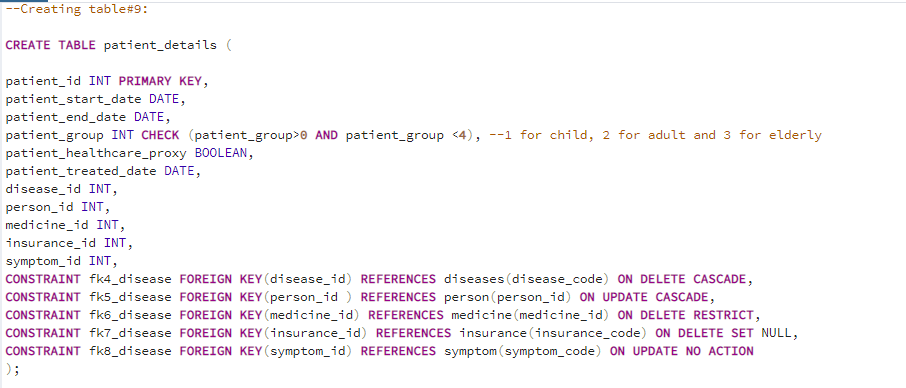 --Creating table#9:
CREATE TABLE patient_details (
patient_id INT PRIMARY KEY,
patient_start_date DATE,
patient_end_date DATE,
patient_group INT CHECK (patient_group>0 AND patient_group <4), --1 for child, 2 for adult and 3 for elderly
patient_healthcare_proxy BOOLEAN,
patient_treated_date DATE,
disease_id INT,
person_id INT,
medicine_id INT,
insurance_id INT,
symptom_id INT,
CONSTRAINT fk4_disease FOREIGN KEY(disease_id) REFERENCES diseases(disease_code) ON DELETE CASCADE,
CONSTRAINT fk5_disease FOREIGN KEY(person_id ) REFERENCES person(person_id) ON UPDATE CASCADE,
CONSTRAINT fk6_disease FOREIGN KEY(medicine_id) REFERENCES medicine(medicine_id) ON DELETE RESTRICT,
CONSTRAINT fk7_disease FOREIGN KEY(insurance_id) REFERENCES insurance(insurance_code) ON DELETE SET NULL,
CONSTRAINT fk8_disease FOREIGN KEY(symptom_id) REFERENCES symptom(symptom_code) ON UPDATE NO ACTION
);